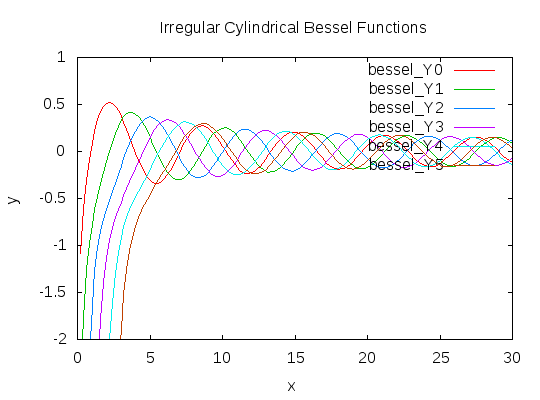 Irregular Cylindrical Bessel Functions
1
0.5
0
-0.5
-1
-1.5
-2
y
0 5 10 15 20 25 30
x
bessel_Y0
bessel_Y1
bessel_Y2
bessel_Y3
bessel_Y4
bessel_Y5